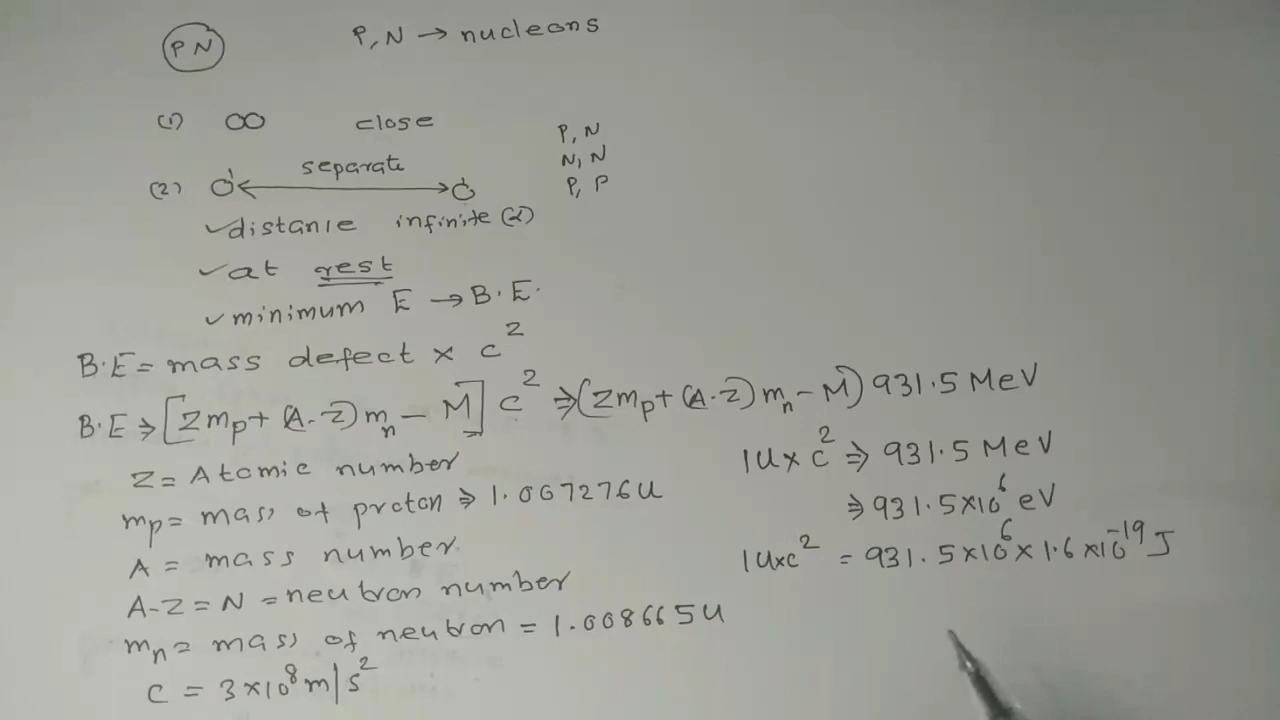 PN
P, N → nucleons
(1) OO close
P, N
N, N
P, P
(2) separate
✓distanie infinite (α)
✓at rest
✓minimum E → B.E.
B.E = mass defect × c²
B.E ⇒ [Zmp + (A-Z)mn - M] c² ⇒ (Zmp + (A-Z)mn - M) 931.5 MeV
Z = Atomic number
mp = mass of proton ⇒ 1.007276U
A = mass number
A-Z = N = neutron number
mn = mass of neutron = 1.008665U
C = 3×10⁸ m/s²
1U×c² ⇒ 931.5 MeV
⇒ 931.5×10⁶ eV
1U×c² = 931.5×10⁶×1.6×10⁻¹⁹ J